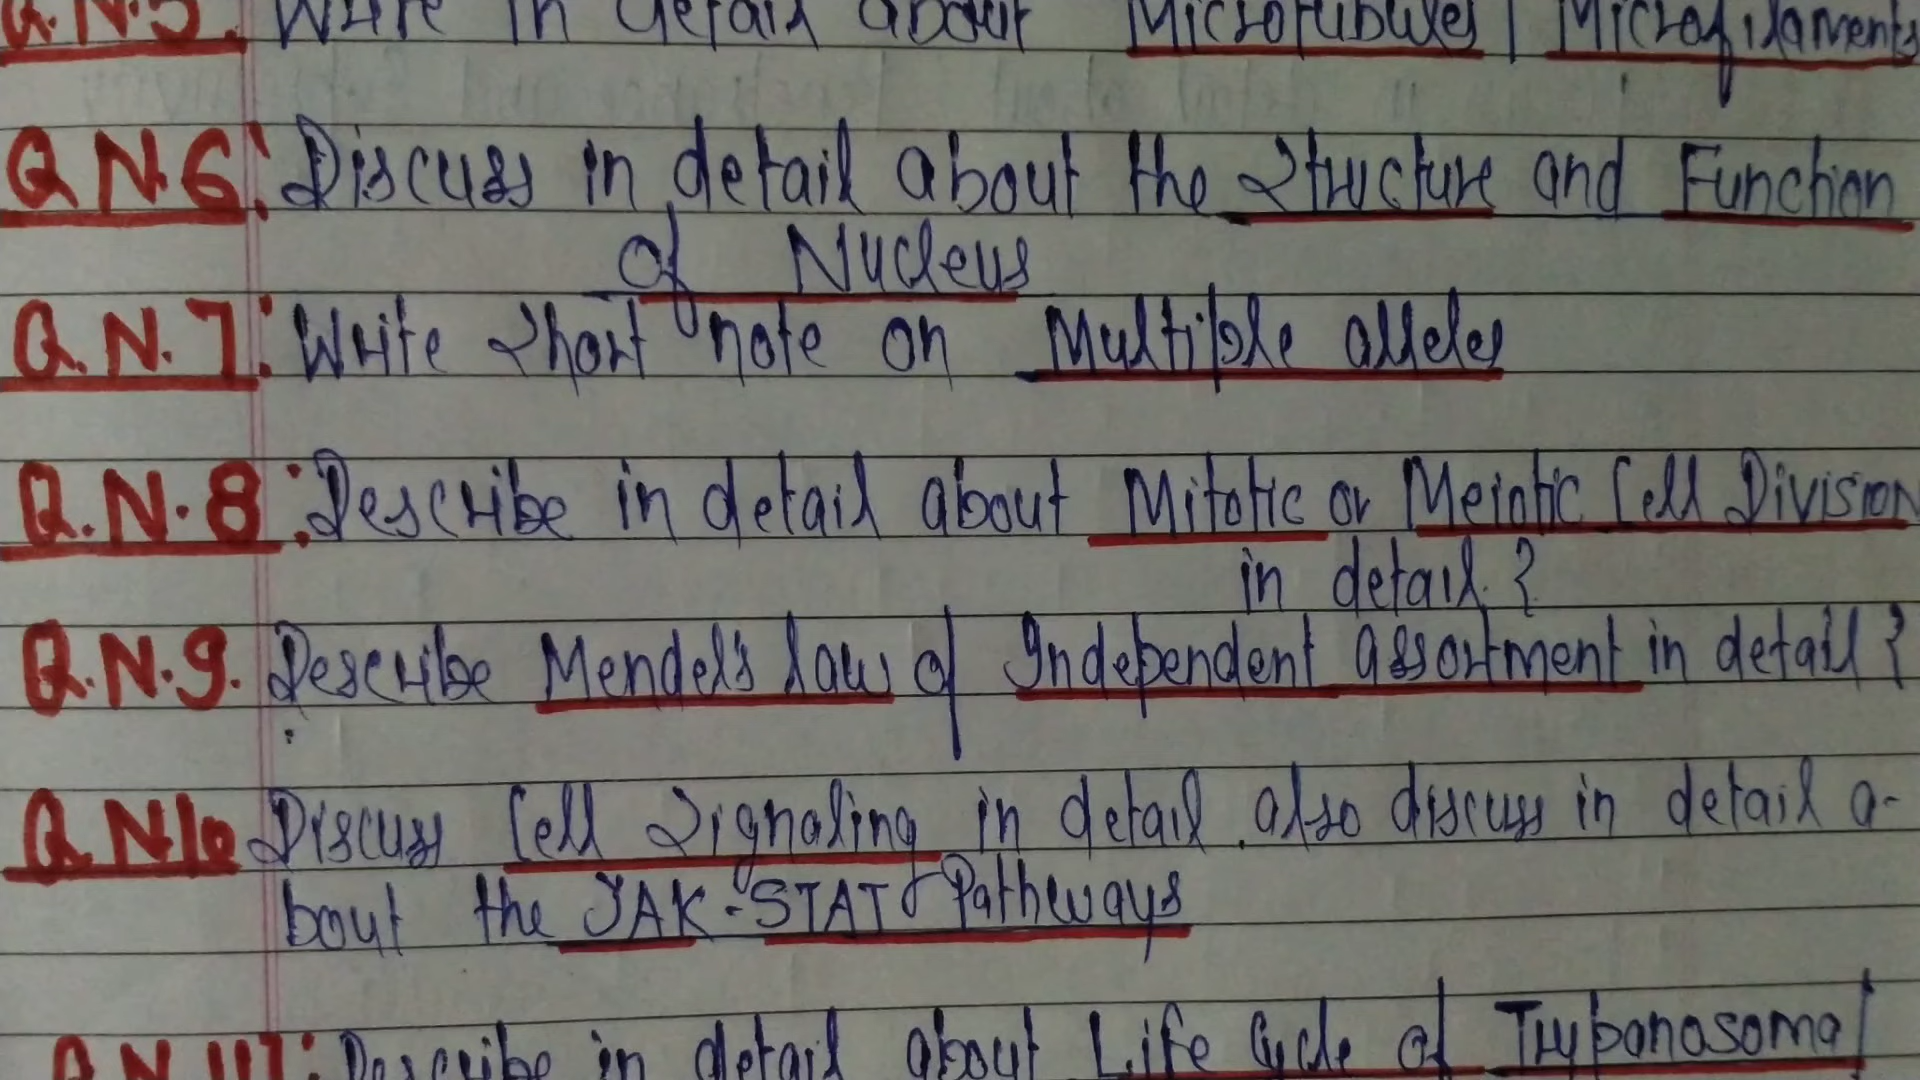 Q.N.5. Write in detail about Microtubules | Microfilaments
Q N.6: Discuss in detail about the Structure and Function
of Nucleus
Q.N.7: Write short note on Multiple alleles
Q.N.8: Describe in detail about Mitotic or Meiotic Cell Division
in detail?
Q.N.9. Describe Mendel's law of Independent assortment in detail?
Q N.10 Discuss Cell Signaling in detail. also discuss in detail a-
bout the JAK-STAT Pathways
Q.N.11: Describe in detail about Life Cycle of Trypanosoma/